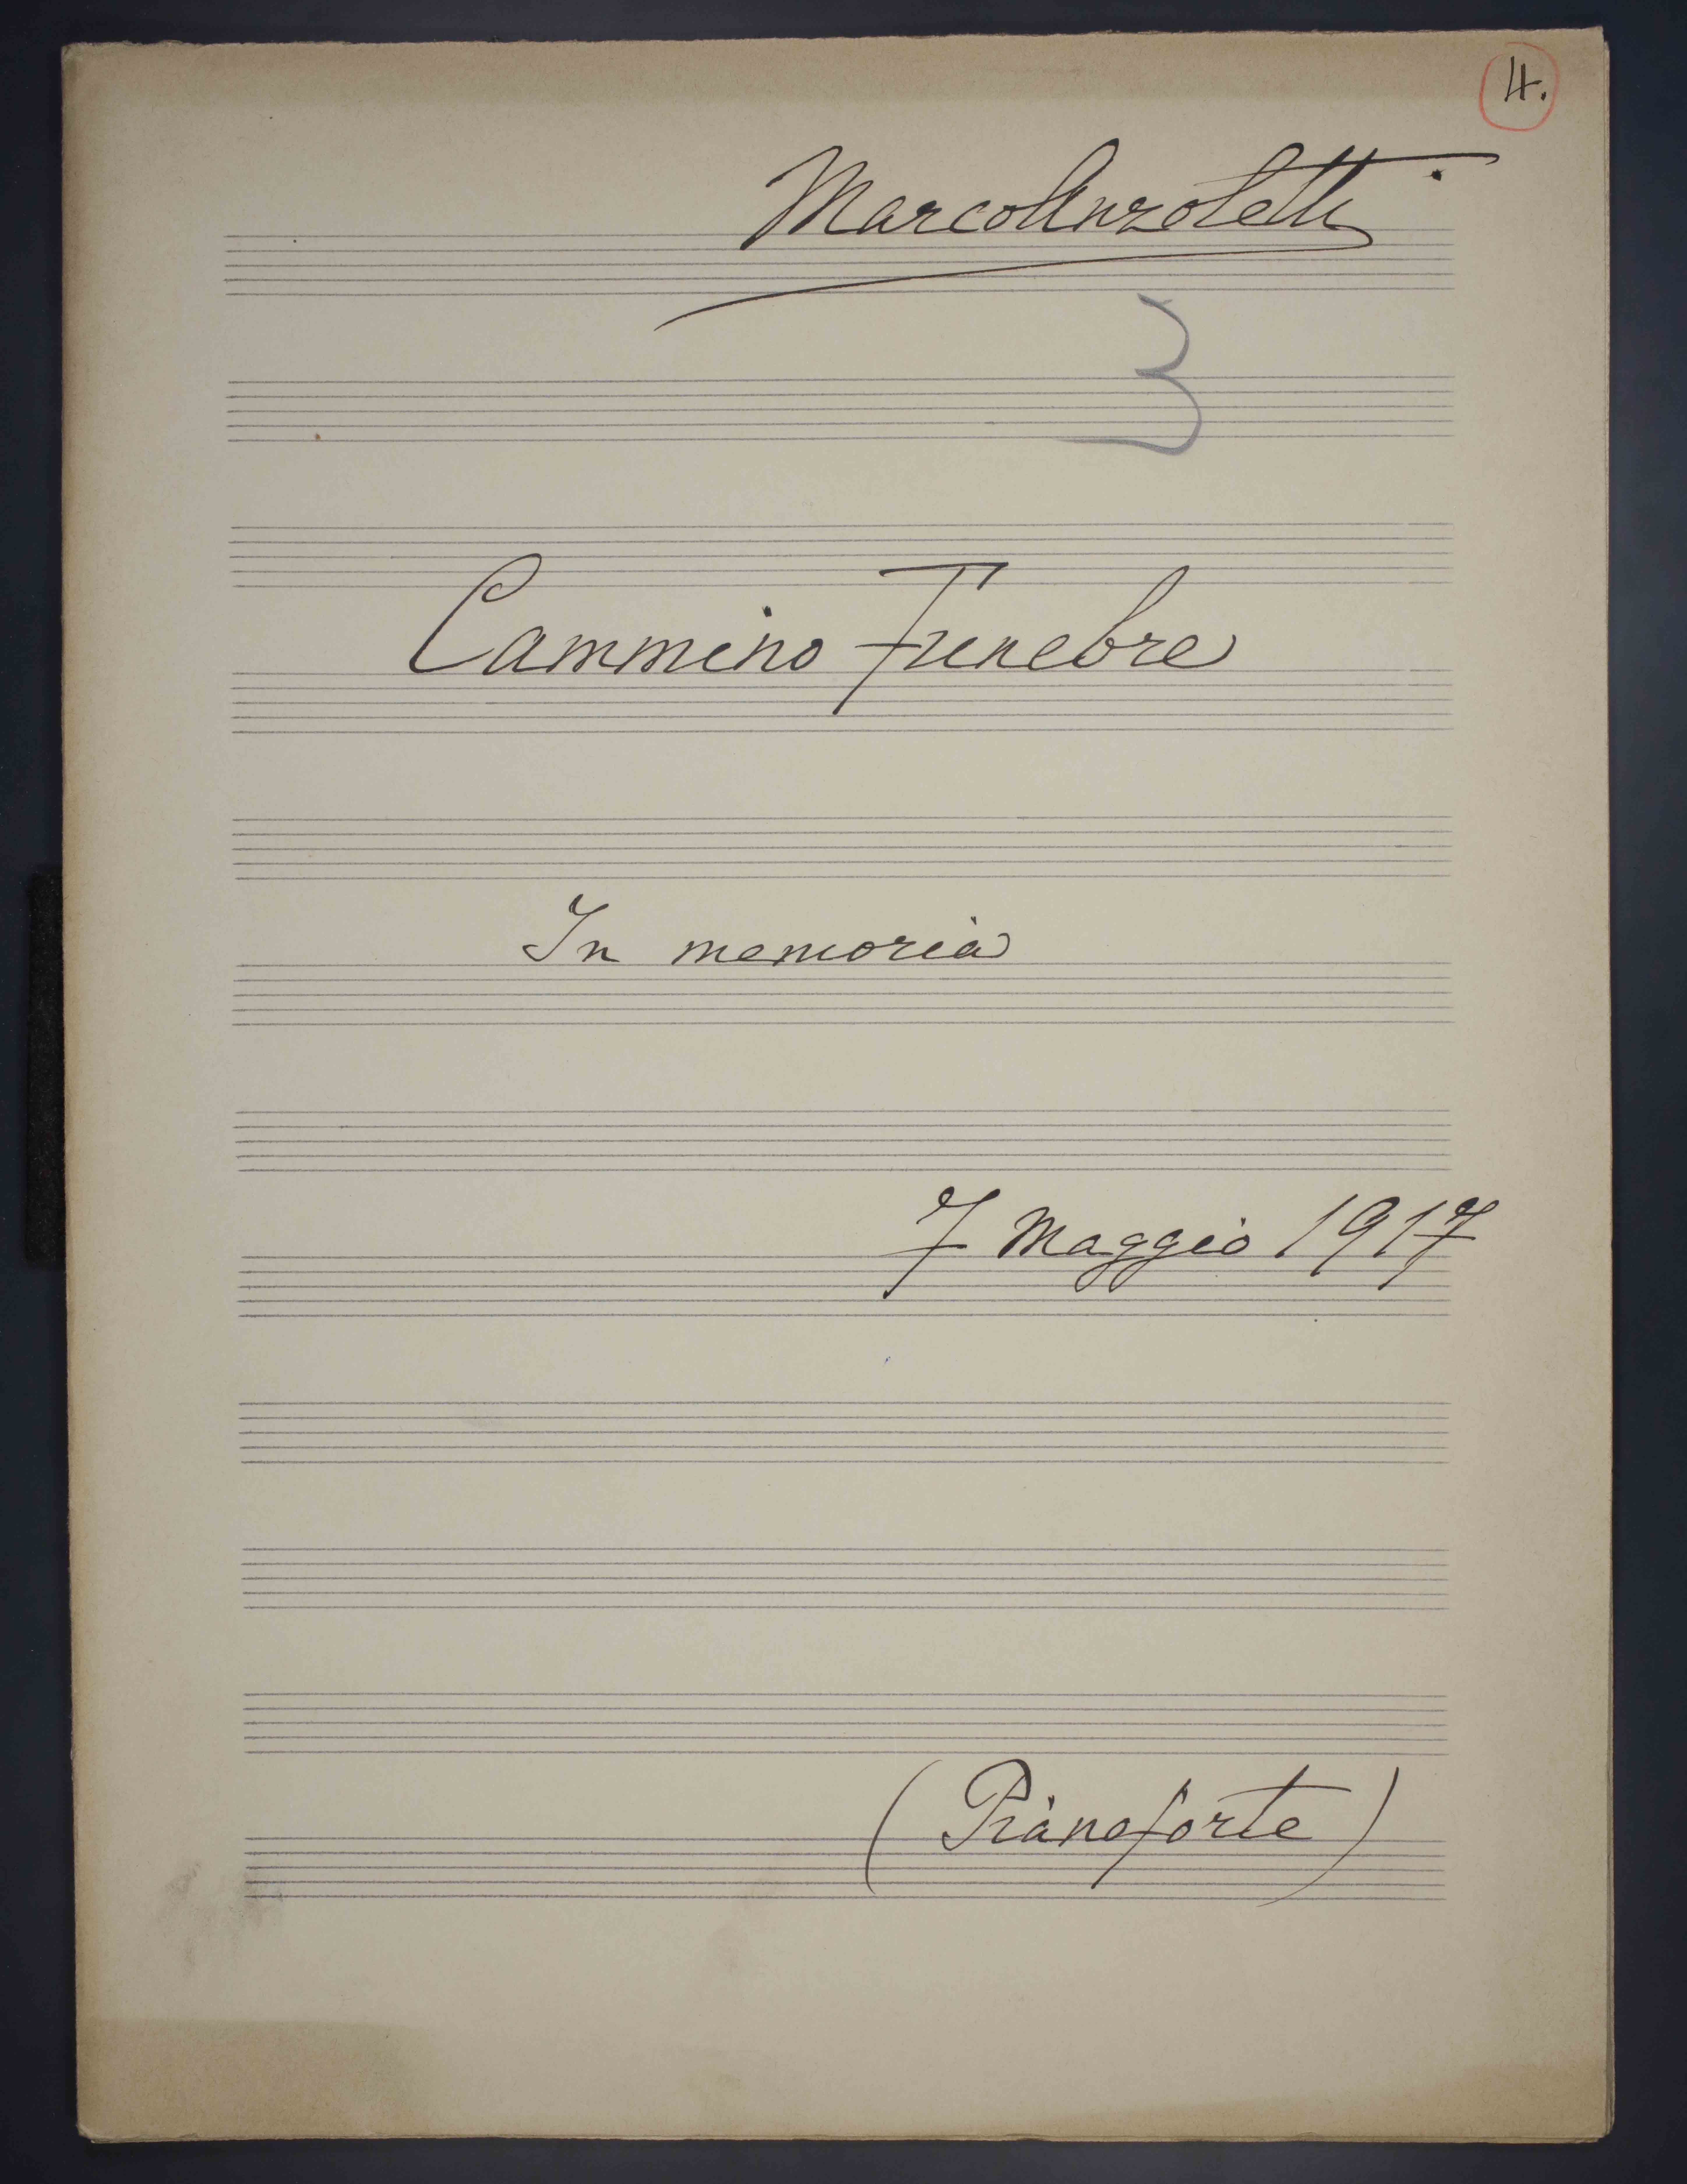 4.
Marco Anzoletti
3
Cammino Funebre
In memoria
7 Maggio 1917
(Pianoforte)